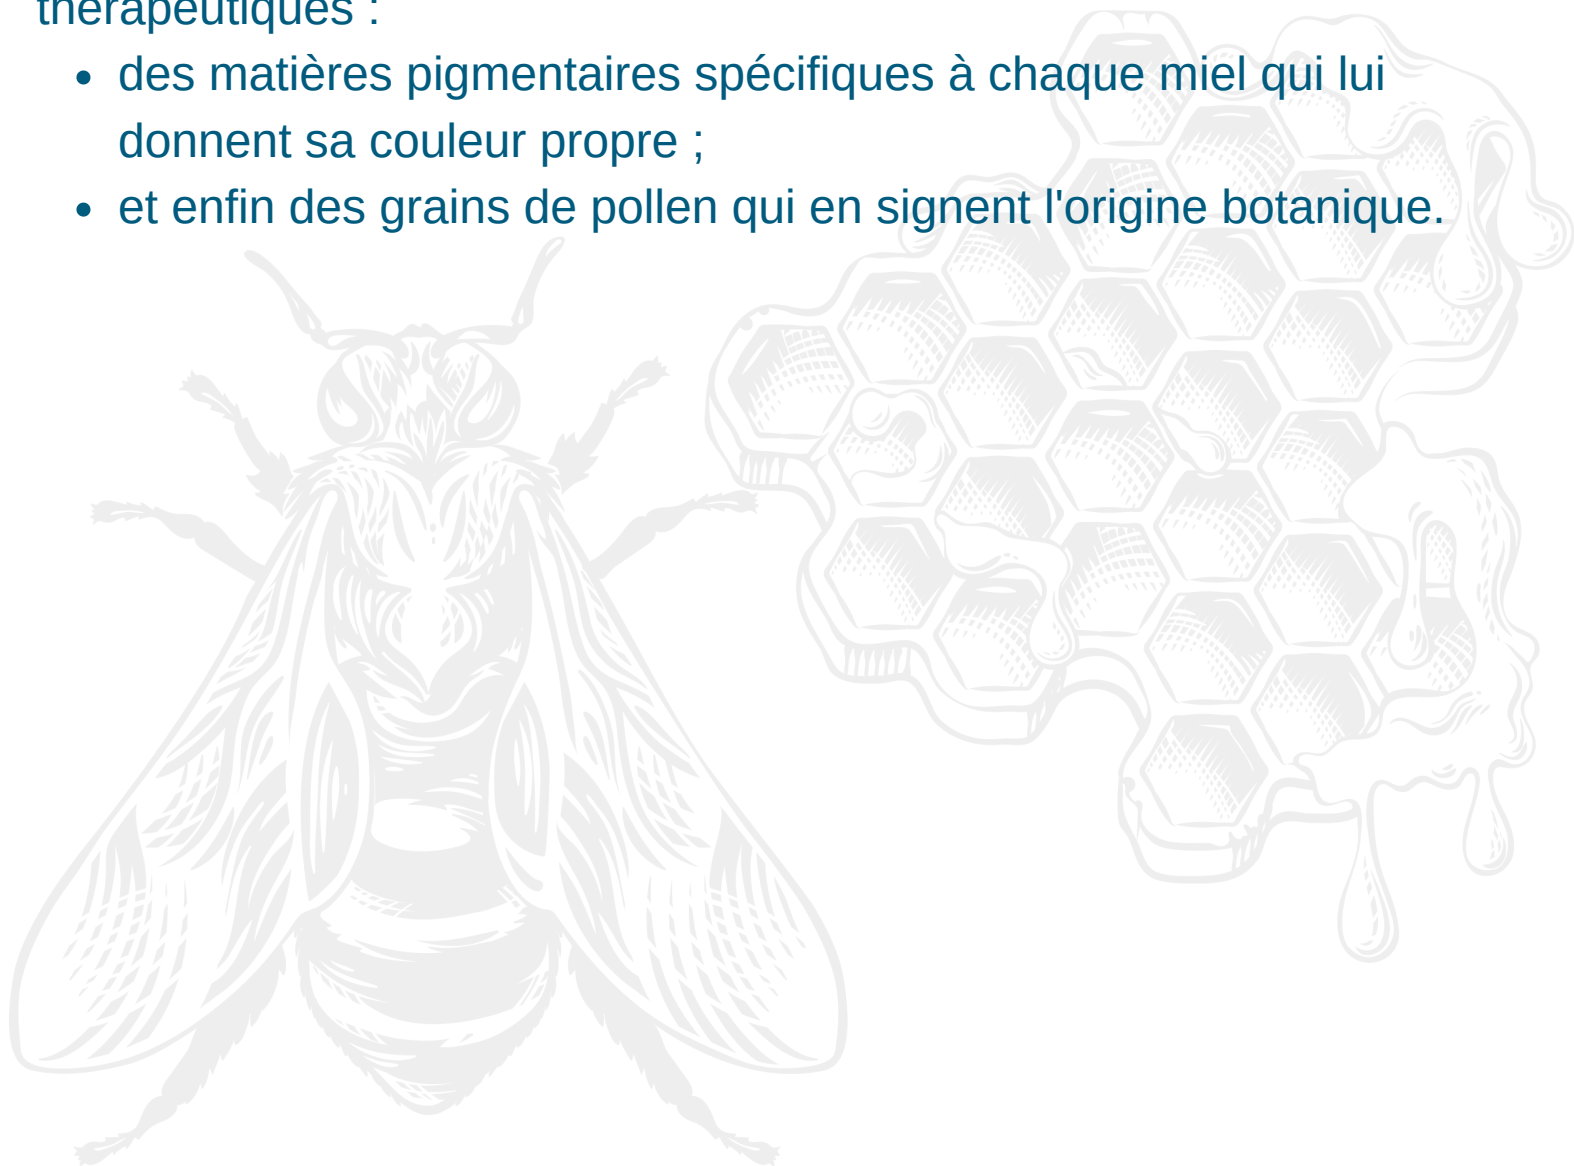 thérapeutiques :
• des matières pigmentaires spécifiques à chaque miel qui lui
donnent sa couleur propre ;
• et enfin des grains de pollen qui en signent l'origine botanique.